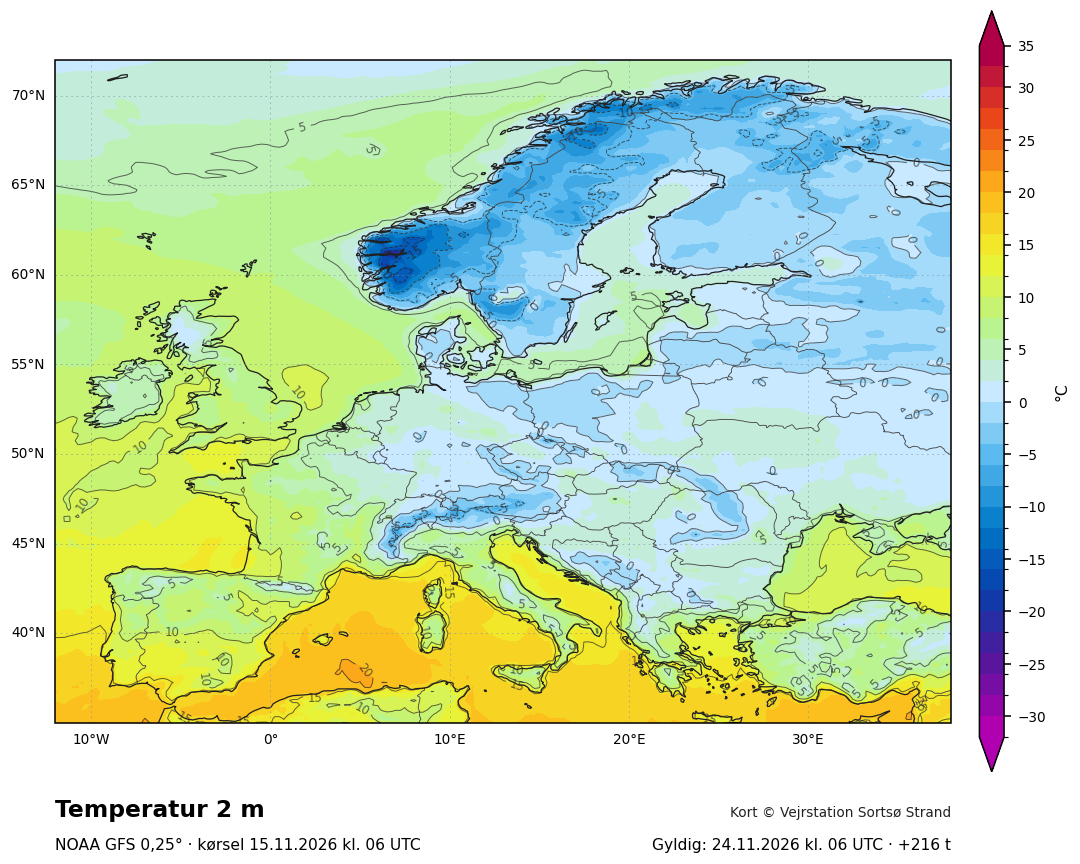 35
30
25
20
15
10
5
0
−5
−10
−15
−20
−25
−30
°C
70°N
65°N
60°N
55°N
50°N
45°N
40°N
10°W 0° 10°E 20°E 30°E
Temperatur 2 m
Kort © Vejrstation Sortsø Strand
NOAA GFS 0,25° · kørsel 15.11.2026 kl. 06 UTC
Gyldig: 24.11.2026 kl. 06 UTC · +216 t